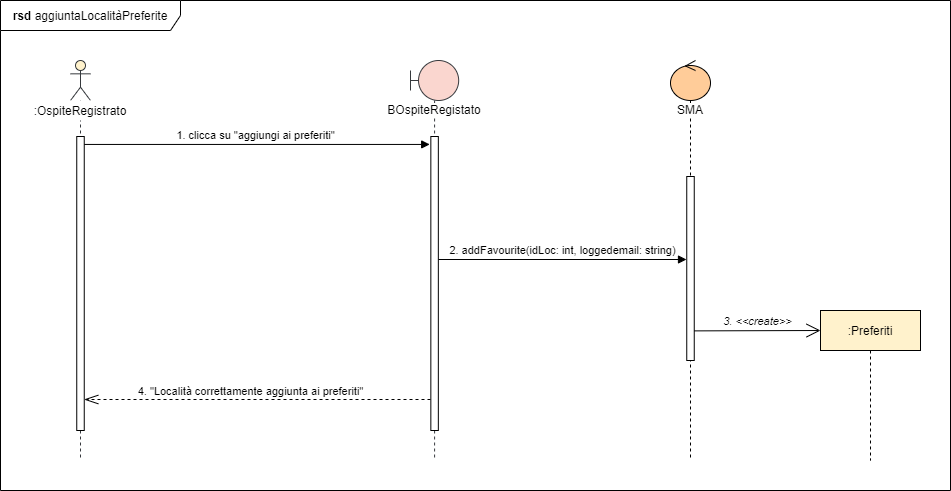 rsd aggiuntaLocalitàPreferite
:OspiteRegistrato
BOspiteRegistato
SMA
1. clicca su "aggiungi ai preferiti"
2. addFavourite(idLoc: int, loggedemail: string)
3. <<create>>
:Preferiti
4. "Località correttamente aggiunta ai preferiti"